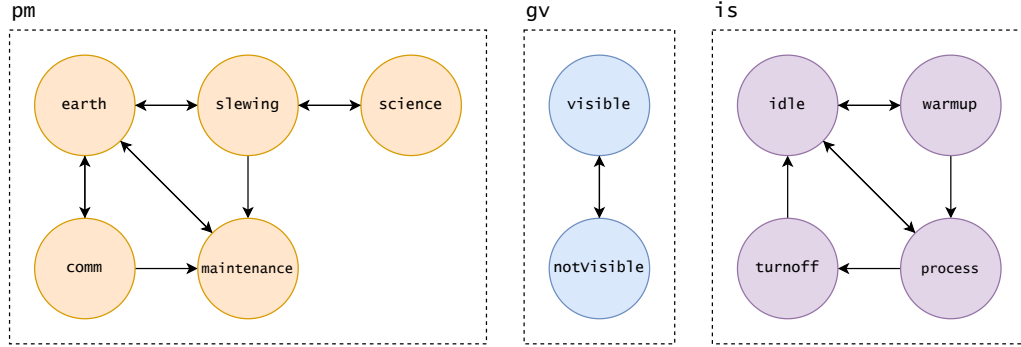 pm
gv
is
earth
slewing
science
visible
idle
warmup
comm
maintenance
notVisible
turnoff
process